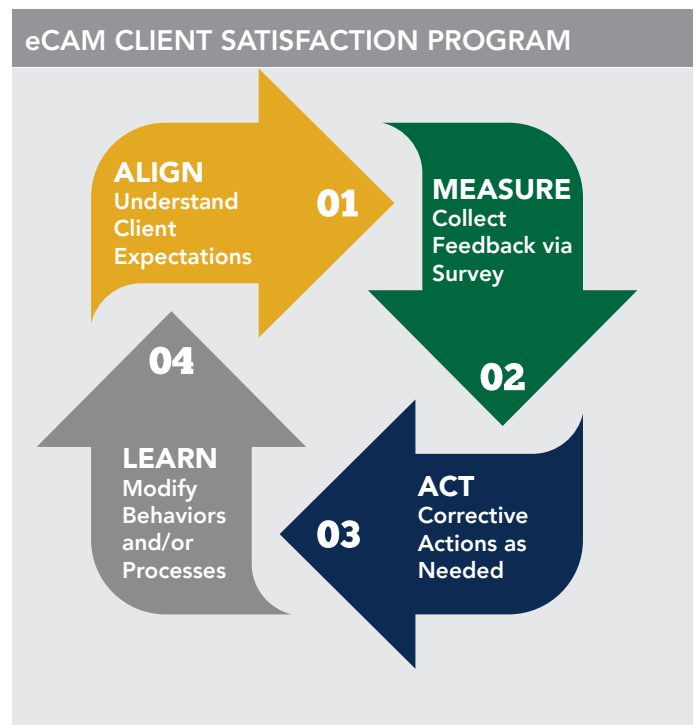 eCAM CLIENT SATISFACTION PROGRAM
ALIGN
Understand
Client
Expectations
01
MEASURE
Collect
Feedback via
Survey
02
ACT
Corrective
Actions as
Needed
03
LEARN
Modify
Behaviors
and/or
Processes
04